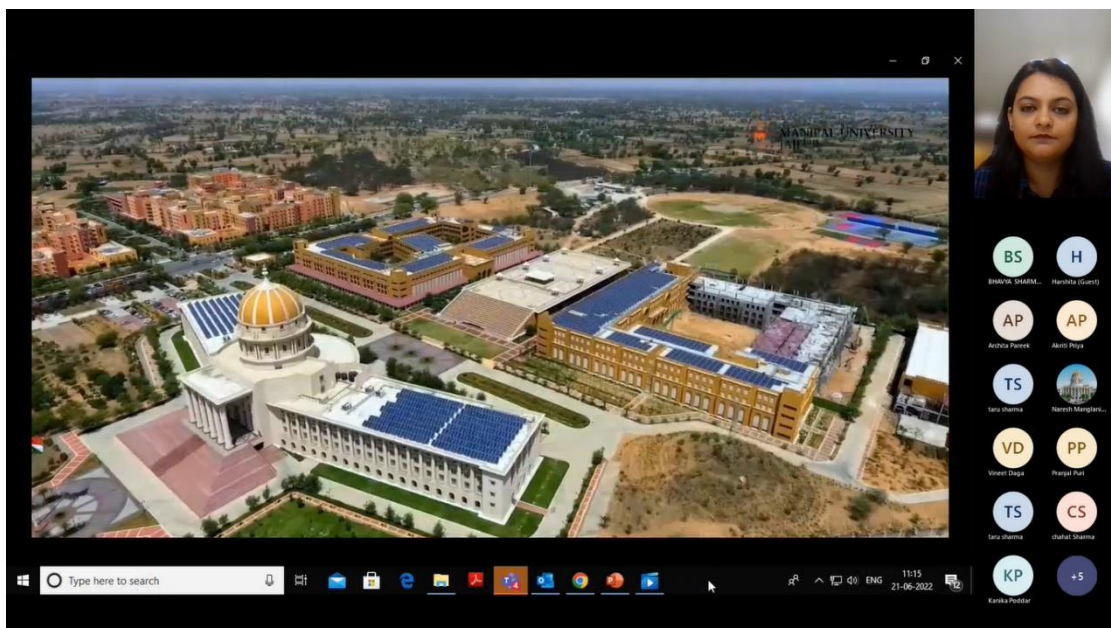 MANIPAL UNIVERSITY
JAIPUR
BS
BHAVYA SHARM...
H
Harshita (Guest)
AP
Archita Pareek
AP
Akriti Priya
TS
taru sharma
Naresh Manglani...
VD
Vineet Daga
PP
Pranjal Puri
TS
taru sharma
CS
chahat Sharma
KP
Kanika Poddar
+5
Type here to search
ENG
11:15
21-06-2022
12